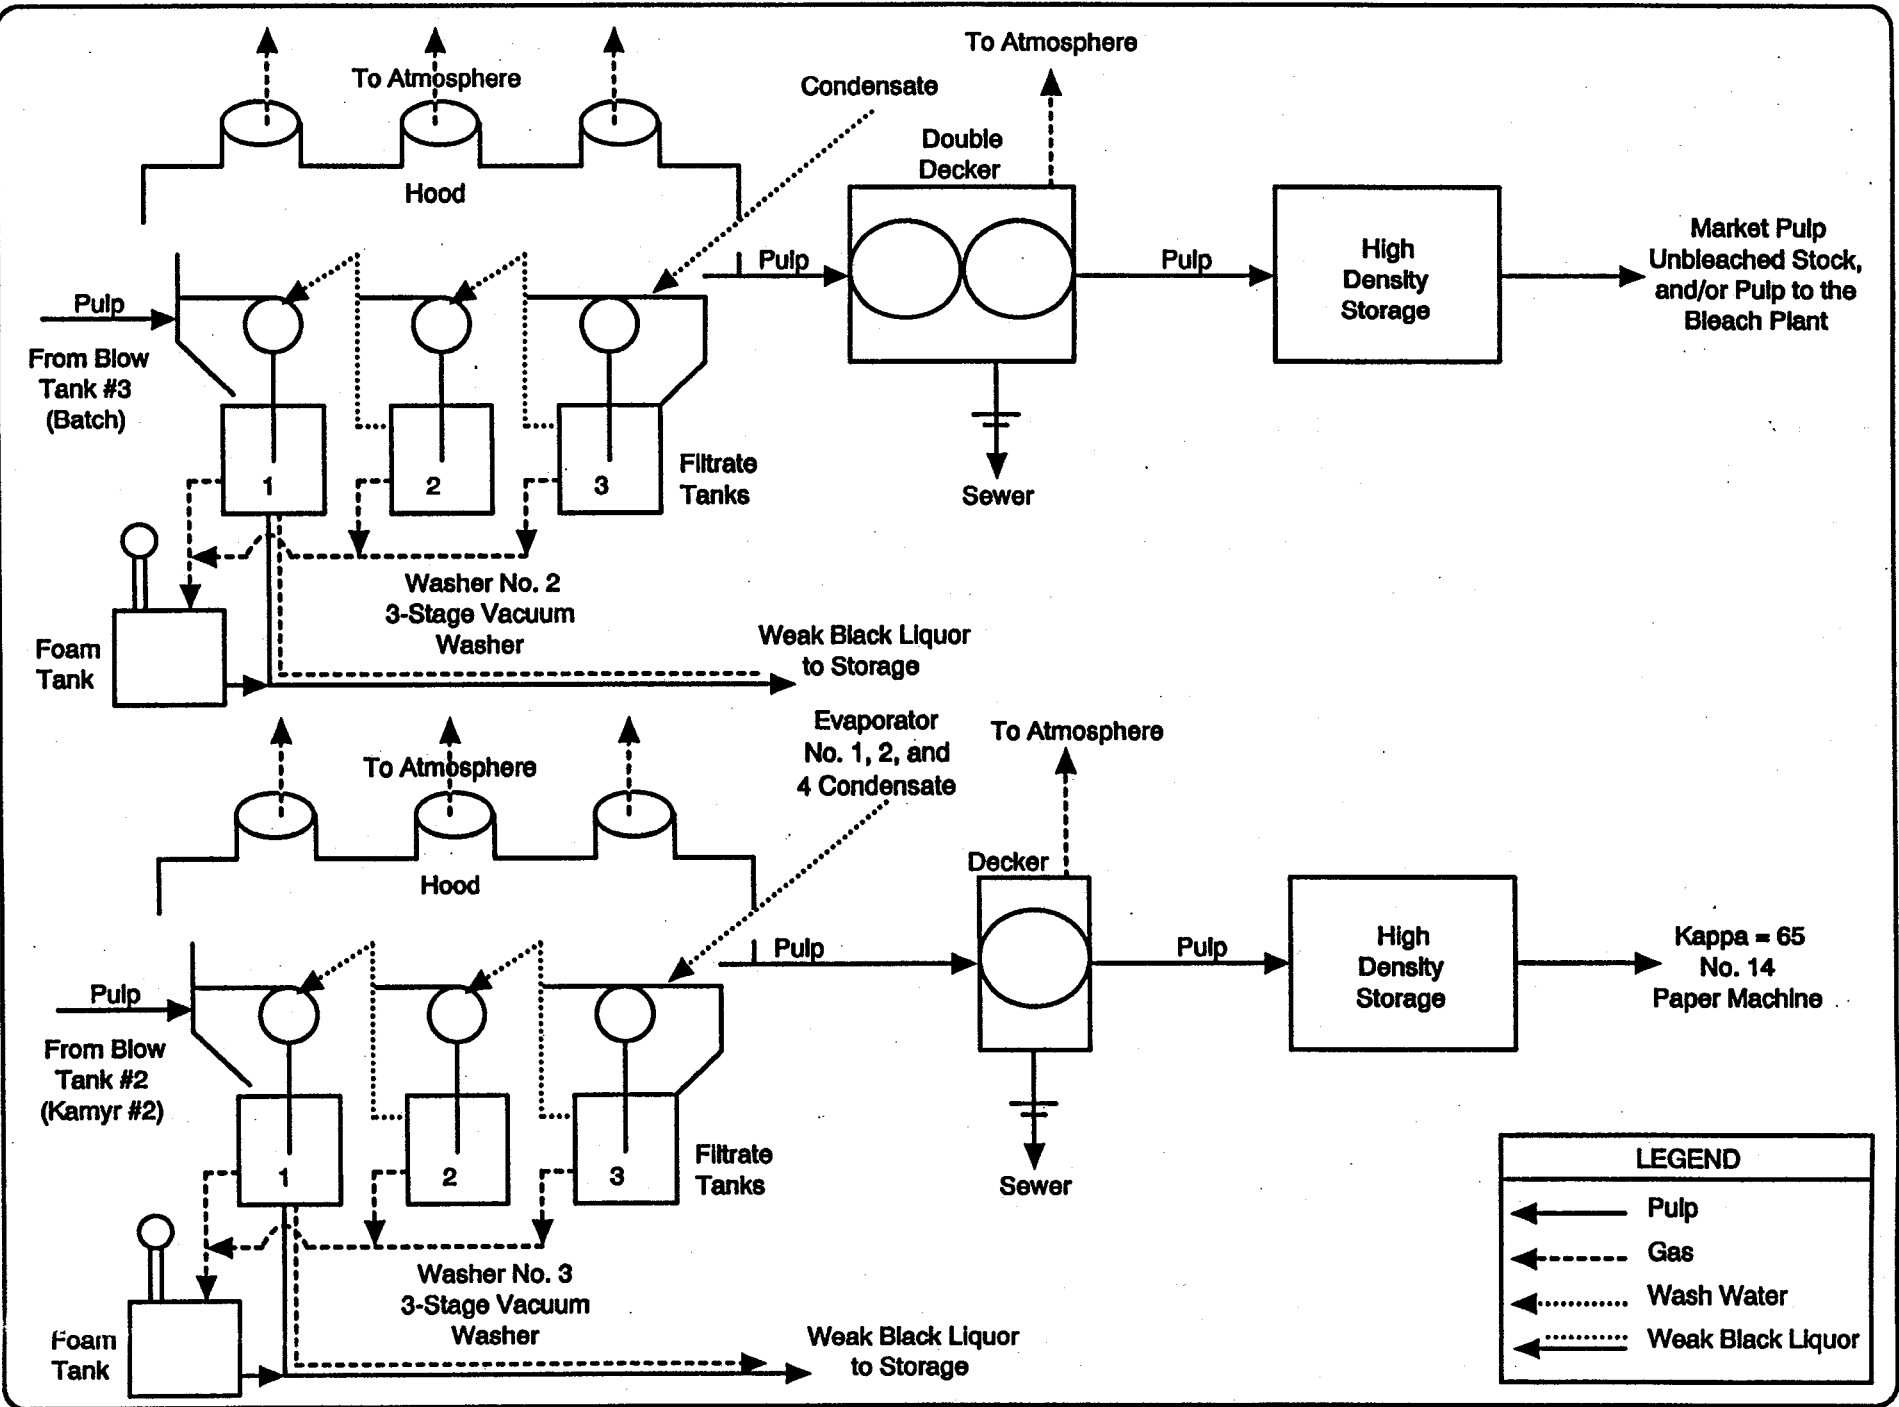 To Atmosphere
To Atmosphere
Condensate
Double
Decker
Hood
Pulp
Pulp
High
Density
Storage
Market Pulp
Unbleached Stock,
and/or Pulp to the
Bleach Plant
Pulp
From Blow
Tank #3
(Batch)
1
2
3
Filtrate
Tanks
Sewer
Washer No. 2
3-Stage Vacuum
Washer
Foam
Tank
Weak Black Liquor
to Storage
Evaporator
No. 1, 2, and
4 Condensate
To Atmosphere
To Atmosphere
Hood
Decker
Pulp
Pulp
High
Density
Storage
Kappa = 65
No. 14
Paper Machine
Pulp
From Blow
Tank #2
(Kamyr #2)
1
2
3
Filtrate
Tanks
Sewer
Washer No. 3
3-Stage Vacuum
Washer
Foam
Tank
Weak Black Liquor
to Storage
LEGEND
Pulp
Gas
Wash Water
Weak Black Liquor